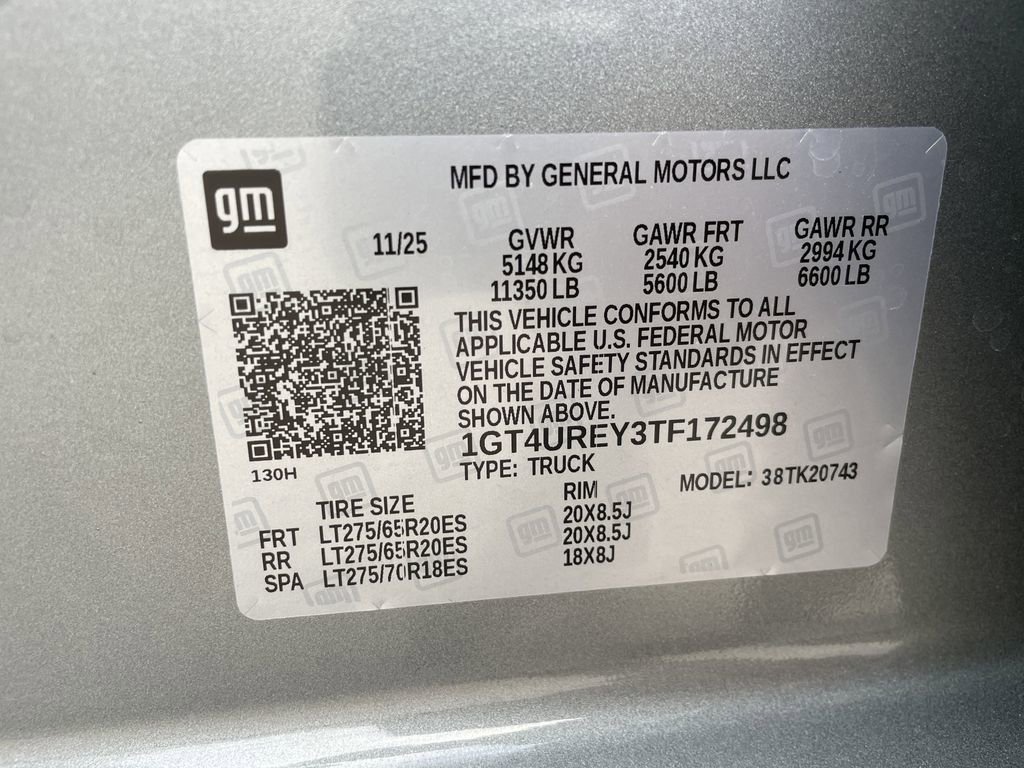 gm
MFD BY GENERAL MOTORS LLC
11/25
GVWR
5148 KG
11350 LB
GAWR FRT
2540 KG
5600 LB
GAWR RR
2994 KG
6600 LB
THIS VEHICLE CONFORMS TO ALL
APPLICABLE U.S. FEDERAL MOTOR
VEHICLE SAFETY STANDARDS IN EFFECT
ON THE DATE OF MANUFACTURE
SHOWN ABOVE.
1GT4UREY3TF172498
TYPE: TRUCK
MODEL: 38TK20743
130H
TIRE SIZE RIM
FRT LT275/65R20ES 20X8.5J
RR LT275/65R20ES 20X8.5J
SPA LT275/70R18ES 18X8J